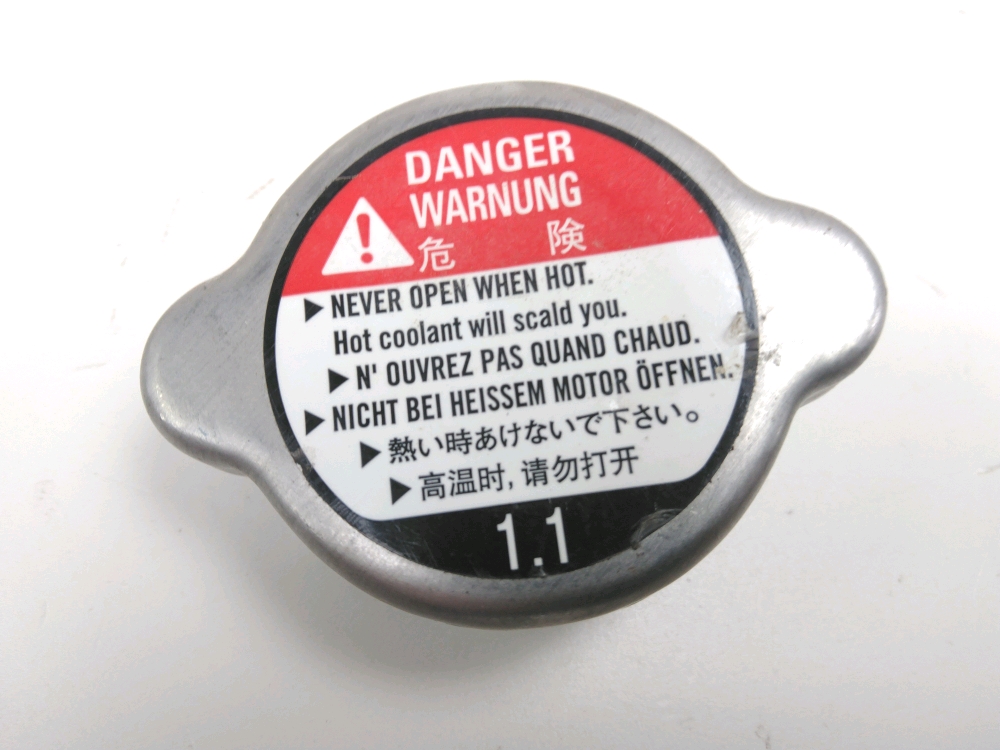 DANGER
WARNUNG
危 険
▶ NEVER OPEN WHEN HOT.
Hot coolant will scald you.
▶ N' OUVREZ PAS QUAND CHAUD.
▶ NICHT BEI HEISSEM MOTOR ÖFFNEN.
▶ 熱い時あけないで下さい。
▶ 高温时, 请勿打开
1.1